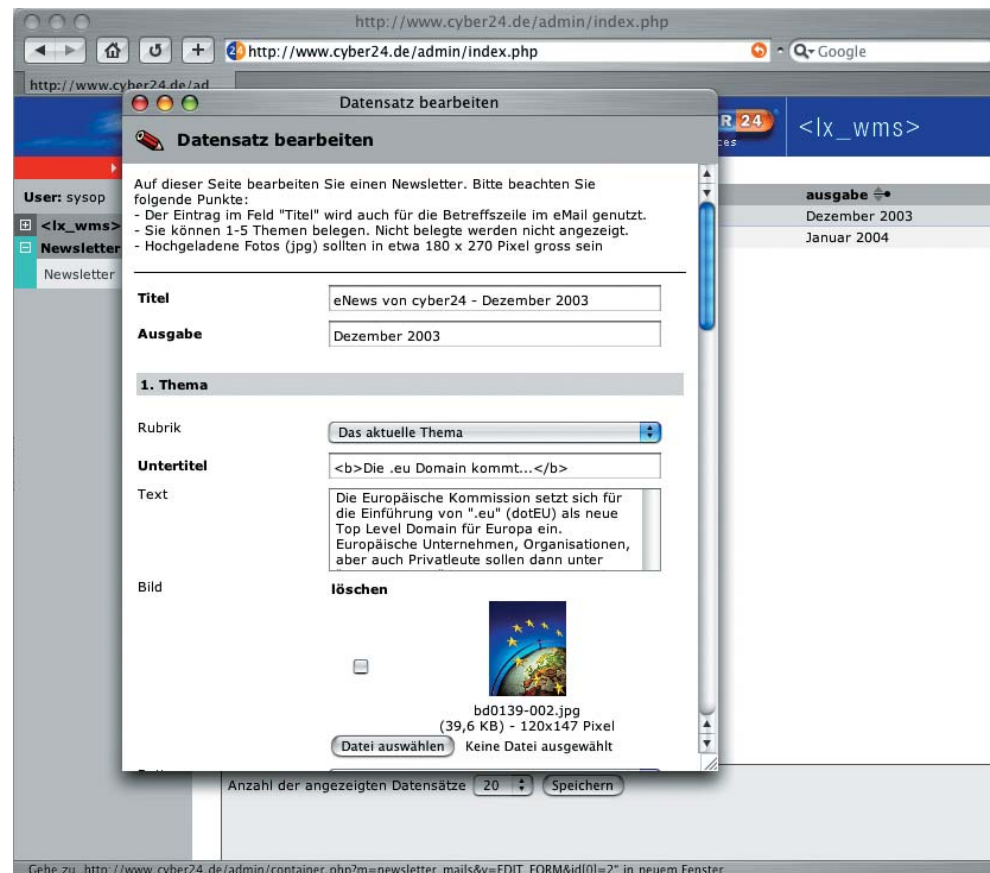 http://www.cyber24.de/admin/index.php
24 http://www.cyber24.de/admin/index.php
Google
http://www.cyber24.de/ad
Datensatz bearbeiten
R 24
ces
<lx_wms>
Datensatz bearbeiten
User: sysop
<lx_wms>
Newsletter
Newsletter
Auf dieser Seite bearbeiten Sie einen Newsletter. Bitte beachten Sie
folgende Punkte:
- Der Eintrag im Feld "Titel" wird auch für die Betreffszeile im eMail genutzt.
- Sie können 1-5 Themen belegen. Nicht belegte werden nicht angezeigt.
- Hochgeladene Fotos (jpg) sollten in etwa 180 x 270 Pixel gross sein
ausgabe
Dezember 2003
Januar 2004
Titel
eNews von cyber24 - Dezember 2003
Ausgabe
Dezember 2003
1. Thema
Rubrik
Das aktuelle Thema
Untertitel
<b>Die .eu Domain kommt...</b>
Text
Die Europäische Kommission setzt sich für
die Einführung von ".eu" (dotEU) als neue
Top Level Domain für Europa ein.
Europäische Unternehmen, Organisationen,
aber auch Privatleute sollen dann unter
Bild
löschen
bd0139-002.jpg
(39,6 KB) - 120x147 Pixel
Datei auswählen Keine Datei ausgewählt
Anzahl der angezeigten Datensätze 20 Speichern
Gehe zu "http://www.cyber24.de/admin/container.php?m=newsletter_mails&v=EDIT_FORM&id[0]=2" in neuem Fenster